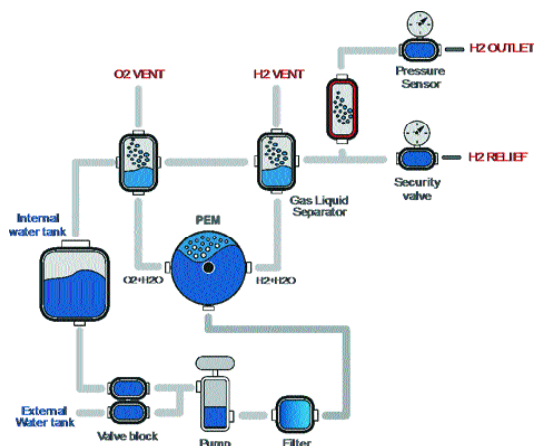 O2 VENT
H2 VENT
H2 OUTLET
Pressure
Sensor
H2 RELIEF
Security
valve
Gas Liquid
Separator
Internal
water tank
PEM
O2+H2O
H2+H2O
External
Water tank
Valve block
Pump
Filter